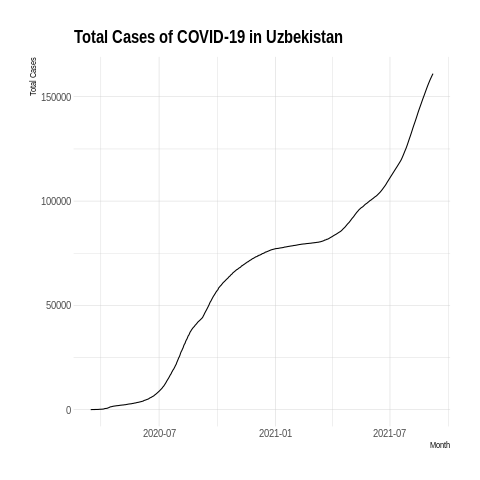 Total Cases of COVID-19 in Uzbekistan
Total Cases
150000
100000
50000
0
2020-07 2021-01 2021-07
Month